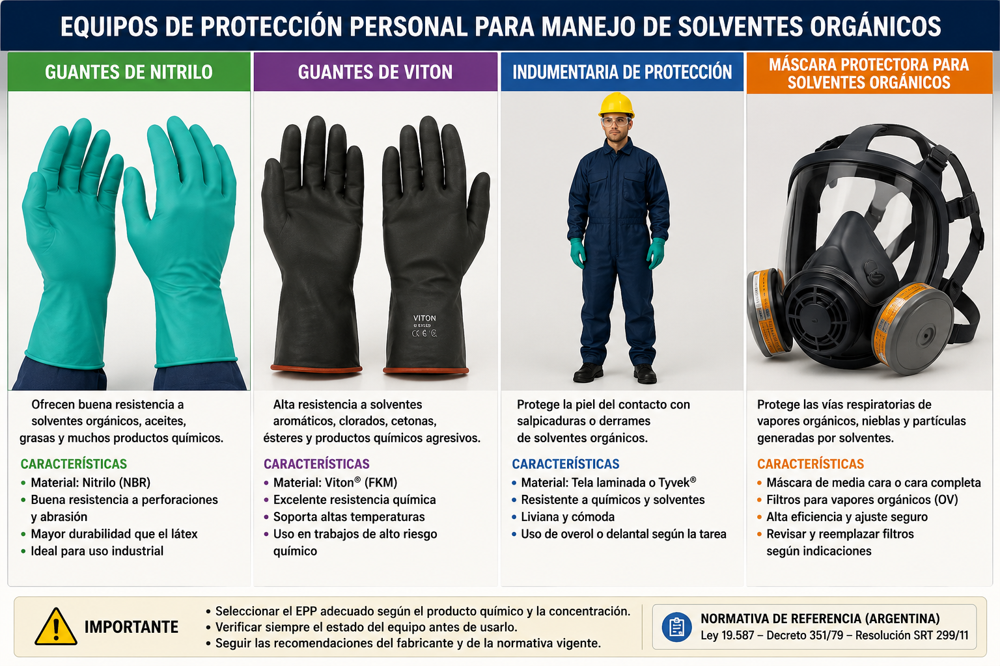 EQUIPOS DE PROTECCIÓN PERSONAL PARA MANEJO DE SOLVENTES ORGÁNICOS
GUANTES DE NITRILO
Ofrecen buena resistencia a
solventes orgánicos, aceites,
grasas y muchos productos químicos.
CARACTERÍSTICAS
• Material: Nitrilo (NBR)
• Buena resistencia a perforaciones
y abrasión
• Mayor durabilidad que el látex
• Ideal para uso industrial
GUANTES DE VITON
VITON
Alta resistencia a solventes
aromáticos, clorados, cetonas,
ésteres y productos químicos agresivos.
CARACTERÍSTICAS
• Material: Viton® (FKM)
• Excelente resistencia química
• Soporta altas temperaturas
• Uso en trabajos de alto riesgo
químico
INDUMENTARIA DE PROTECCIÓN
Protege la piel del contacto con
salpicaduras o derrames
de solventes orgánicos.
CARACTERÍSTICAS
• Material: Tela laminada o Tyvek®
• Resistente a químicos y solventes
• Liviana y cómoda
• Uso de overol o delantal según la tarea
MÁSCARA PROTECTORA PARA
SOLVENTES ORGÁNICOS
Protege las vías respiratorias de
vapores orgánicos, nieblas y partículas
generadas por solventes.
CARACTERÍSTICAS
• Máscara de media cara o cara completa
• Filtros para vapores orgánicos (OV)
• Alta eficiencia y ajuste seguro
• Revisar y reemplazar filtros
según indicaciones
IMPORTANTE
• Seleccionar el EPP adecuado según el producto químico y la concentración.
• Verificar siempre el estado del equipo antes de usarlo.
• Seguir las recomendaciones del fabricante y de la normativa vigente.
NORMATIVA DE REFERENCIA (ARGENTINA)
Ley 19.587 – Decreto 351/79 – Resolución SRT 299/11